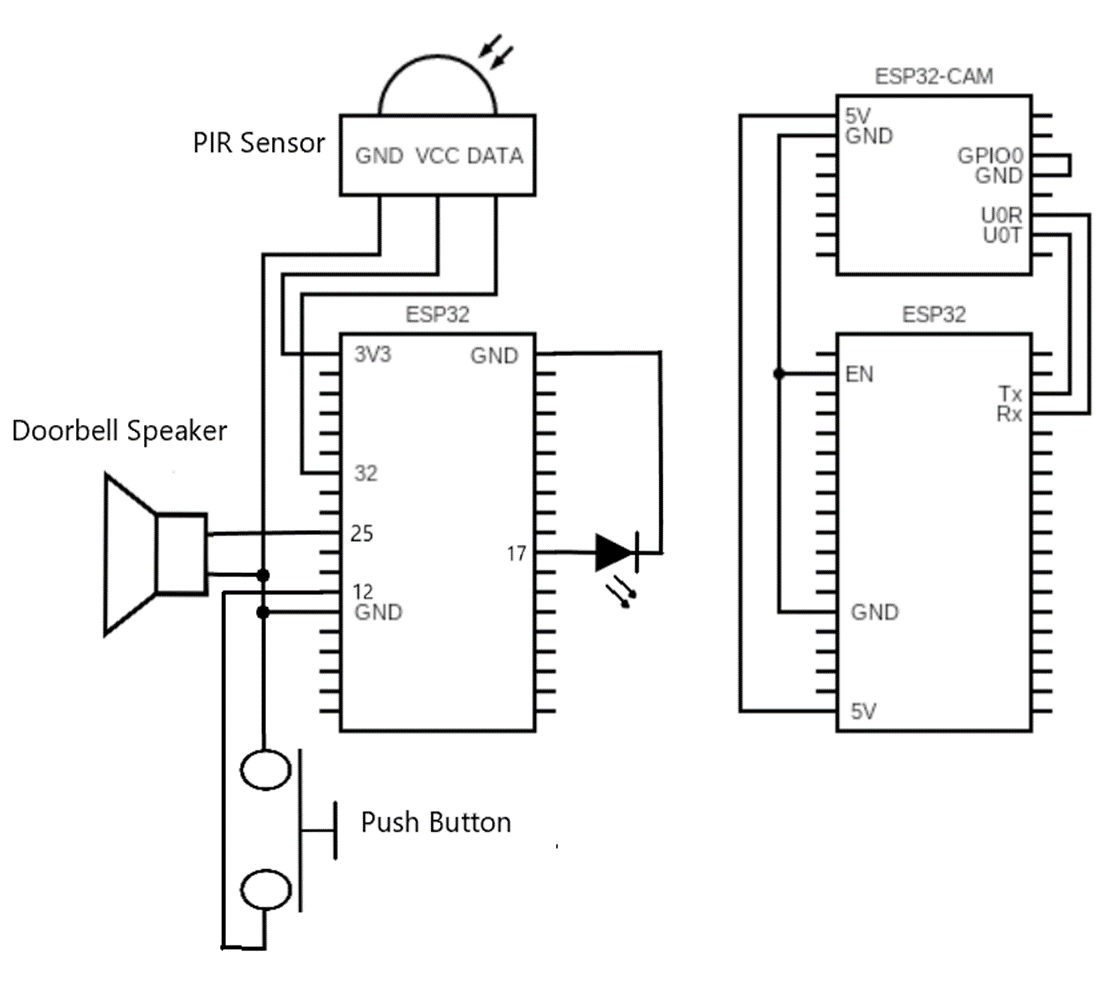 ESP32-CAM
PIR Sensor
GND VCC DATA
5V
GND
GPIO0
GND
U0R
U0T
ESP32
3V3
GND
32
25
17
12
GND
Doorbell Speaker
Push Button
ESP32
EN
Tx
Rx
GND
5V